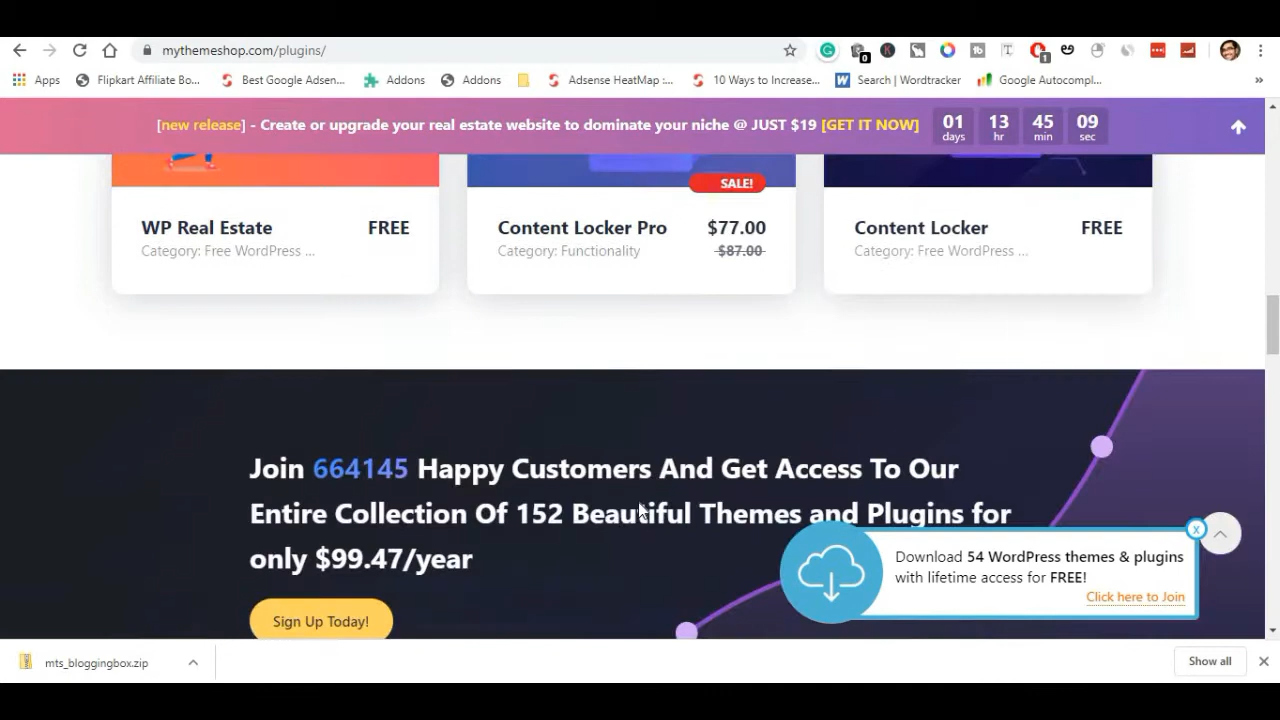 mythemeshop.com/plugins/
0
1
Apps
Flipkart Affiliate Bo...
Best Google Adsen...
Addons
Addons
Adsense HeatMap :...
10 Ways to Increase...
W
Search | Wordtracker
Google Autocompl...
»
[new release] - Create or upgrade your real estate website to dominate your niche @ JUST $19 [GET IT NOW]
01 13 45 09
days hr min sec
SALE!
WP Real Estate FREE
Category: Free WordPress ...
Content Locker Pro $77.00
Category: Functionality $87.00
Content Locker FREE
Category: Free WordPress ...
Join 664145 Happy Customers And Get Access To Our
Entire Collection Of 152 Beautiful Themes and Plugins for
only $99.47/year
Sign Up Today!
X
Download 54 WordPress themes & plugins
with lifetime access for FREE!
Click here to Join
mts_bloggingbox.zip
Show all